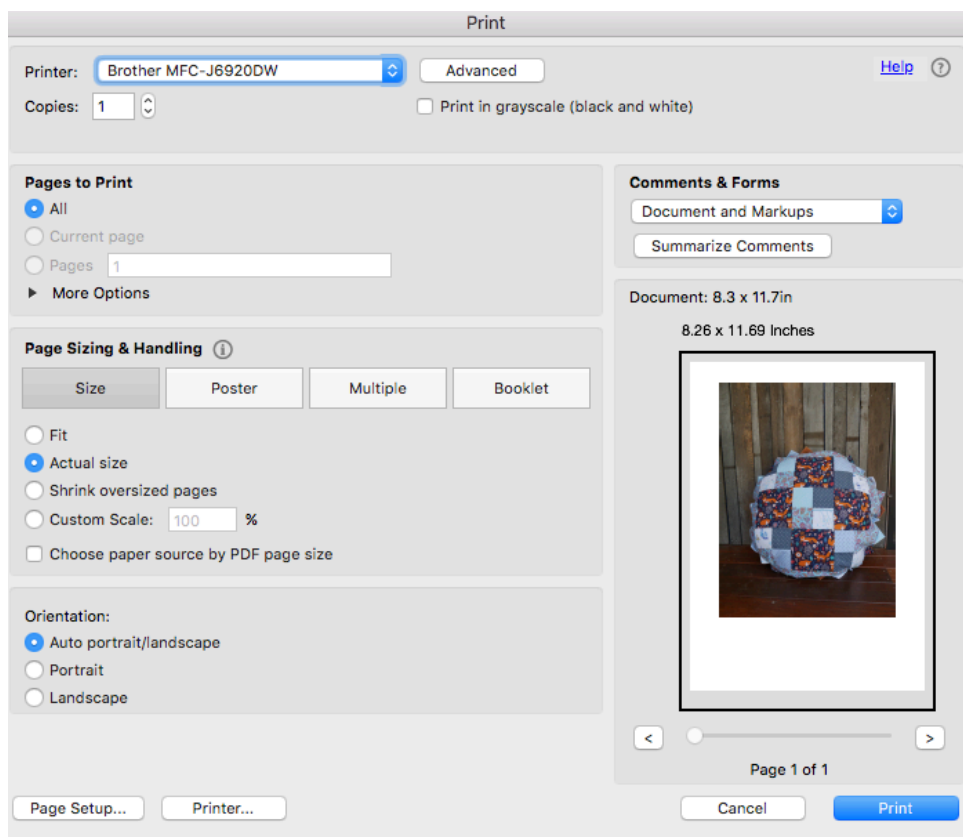 Print
Printer: Brother MFC-J6920DW Advanced Help ?
Copies: 1 Print in grayscale (black and white)
Pages to Print
All
Current page
Pages 1
More Options
Comments & Forms
Document and Markups
Summarize Comments
Page Sizing & Handling i
Size Poster Multiple Booklet
Fit
Actual size
Shrink oversized pages
Custom Scale: 100 %
Choose paper source by PDF page size
Orientation:
Auto portrait/landscape
Portrait
Landscape
Document: 8.3 x 11.7in
8.26 x 11.69 Inches
< >
Page 1 of 1
Page Setup... Printer... Cancel Print